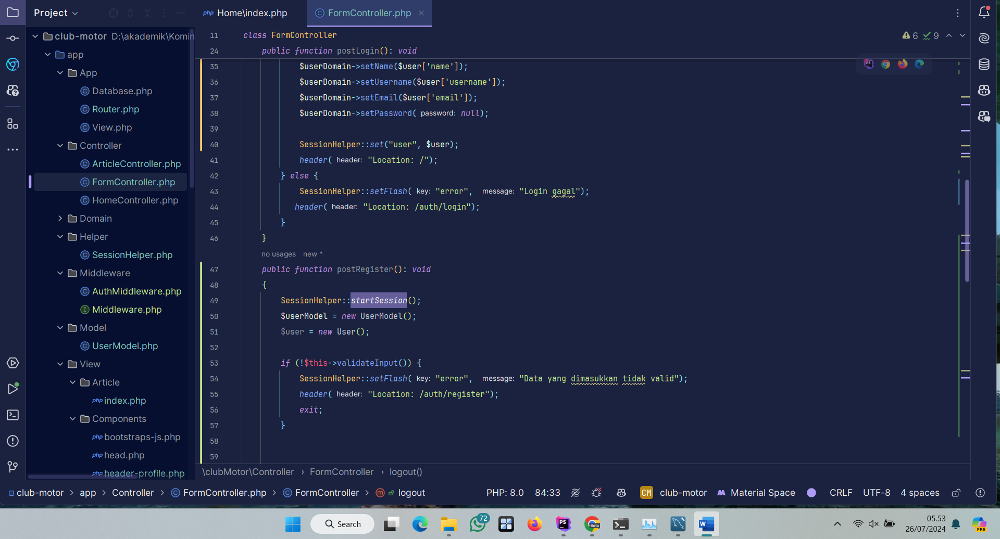 Project
php Home\index.php
FormController.php
club-motor D:\akademik\Komin
app
App
Database.php
Router.php
View.php
Controller
ArticleController.php
FormController.php
HomeController.php
Domain
Helper
SessionHelper.php
Middleware
AuthMiddleware.php
Middleware.php
Model
UserModel.php
View
Article
php index.php
Components
php bootstraps-js.php
php head.php
php header-profile.php
11 class FormController
6 9
24 public function postLogin(): void
35 $userDomain->setName($user['name']);
36 $userDomain->setUsername($user['username']);
37 $userDomain->setEmail($user['email']);
38 $userDomain->setPassword( password: null);
39
40 SessionHelper::set("user", $user);
41 header( header: "Location: /");
42 } else {
43 SessionHelper::setFlash( key: "error", message: "Login gagal");
44 header( header: "Location: /auth/login");
45 }
46 }
no usages new *
47 public function postRegister(): void
48 {
49 SessionHelper::startSession();
50 $userModel = new UserModel();
51 $user = new User();
52
53 if (!$this->validateInput()) {
54 SessionHelper::setFlash( key: "error", message: "Data yang dimasukkan tidak valid");
55 header( header: "Location: /auth/register");
56 exit;
57 }
58
59
\clubMotor\Controller › FormController › logout()
club-motor > app > Controller > FormController.php > FormController > m logout
PHP: 8.0 84:33 CM club-motor Material Space CRLF UTF-8 4 spaces
Search
72
PS
Beta
W
05.53
26/07/2024
PRE